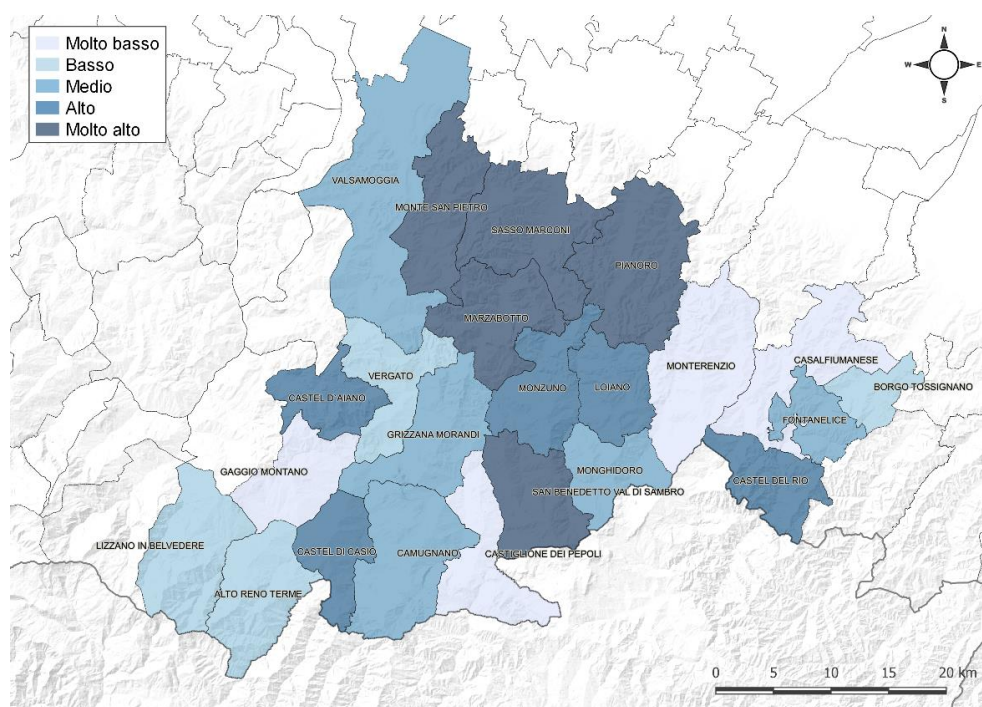 Molto basso
Basso
Medio
Alto
Molto alto
N
W E
S
VALSAMOGGIA
MONTE SAN PIETRO
SASSO MARCONI
PIANORO
MARZABOTTO
MONTERENZIO
CASALFIUMANESE
VERGATO
BORGO TOSSIGNANO
CASTEL D'AIANO
MONZUNO
LOIANO
FONTANELICE
GRIZZANA MORANDI
GAGGIO MONTANO
MONGHIDORO
CASTEL DEL RIO
SAN BENEDETTO VAL DI SAMBRO
LIZZANO IN BELVEDERE
CASTEL DI CASIO
CAMUGNANO
CASTIGLIONE DEI PEPOLI
ALTO RENO TERME
0 5 10 15 20 km